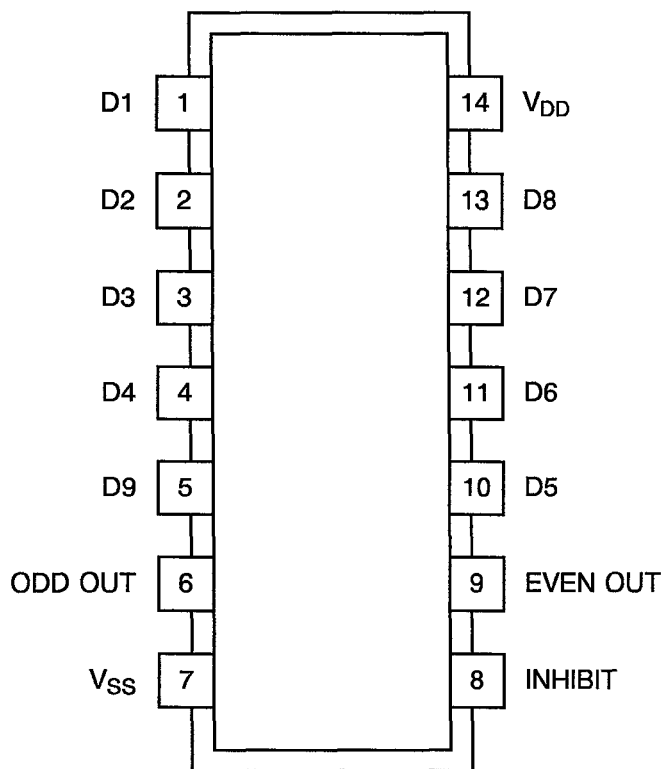 D1 1 14 VDD
D2 2 13 D8
D3 3 12 D7
D4 4 11 D6
D9 5 10 D5
ODD OUT 6 9 EVEN OUT
VSS 7 8 INHIBIT